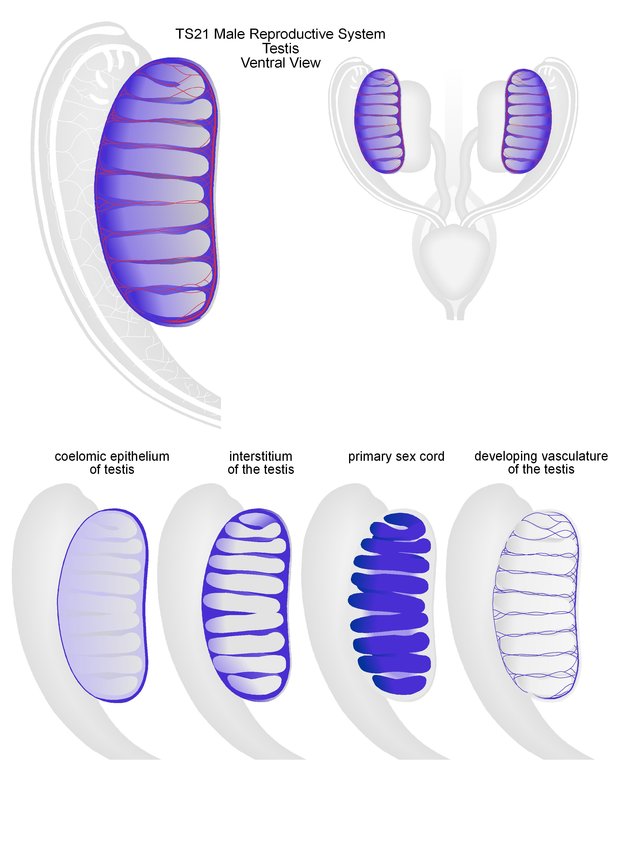 TS21 Male Reproductive System
Testis
Ventral View
coelomic epithelium
of testis
interstitium
of the testis
primary sex cord
developing vasculature
of the testis